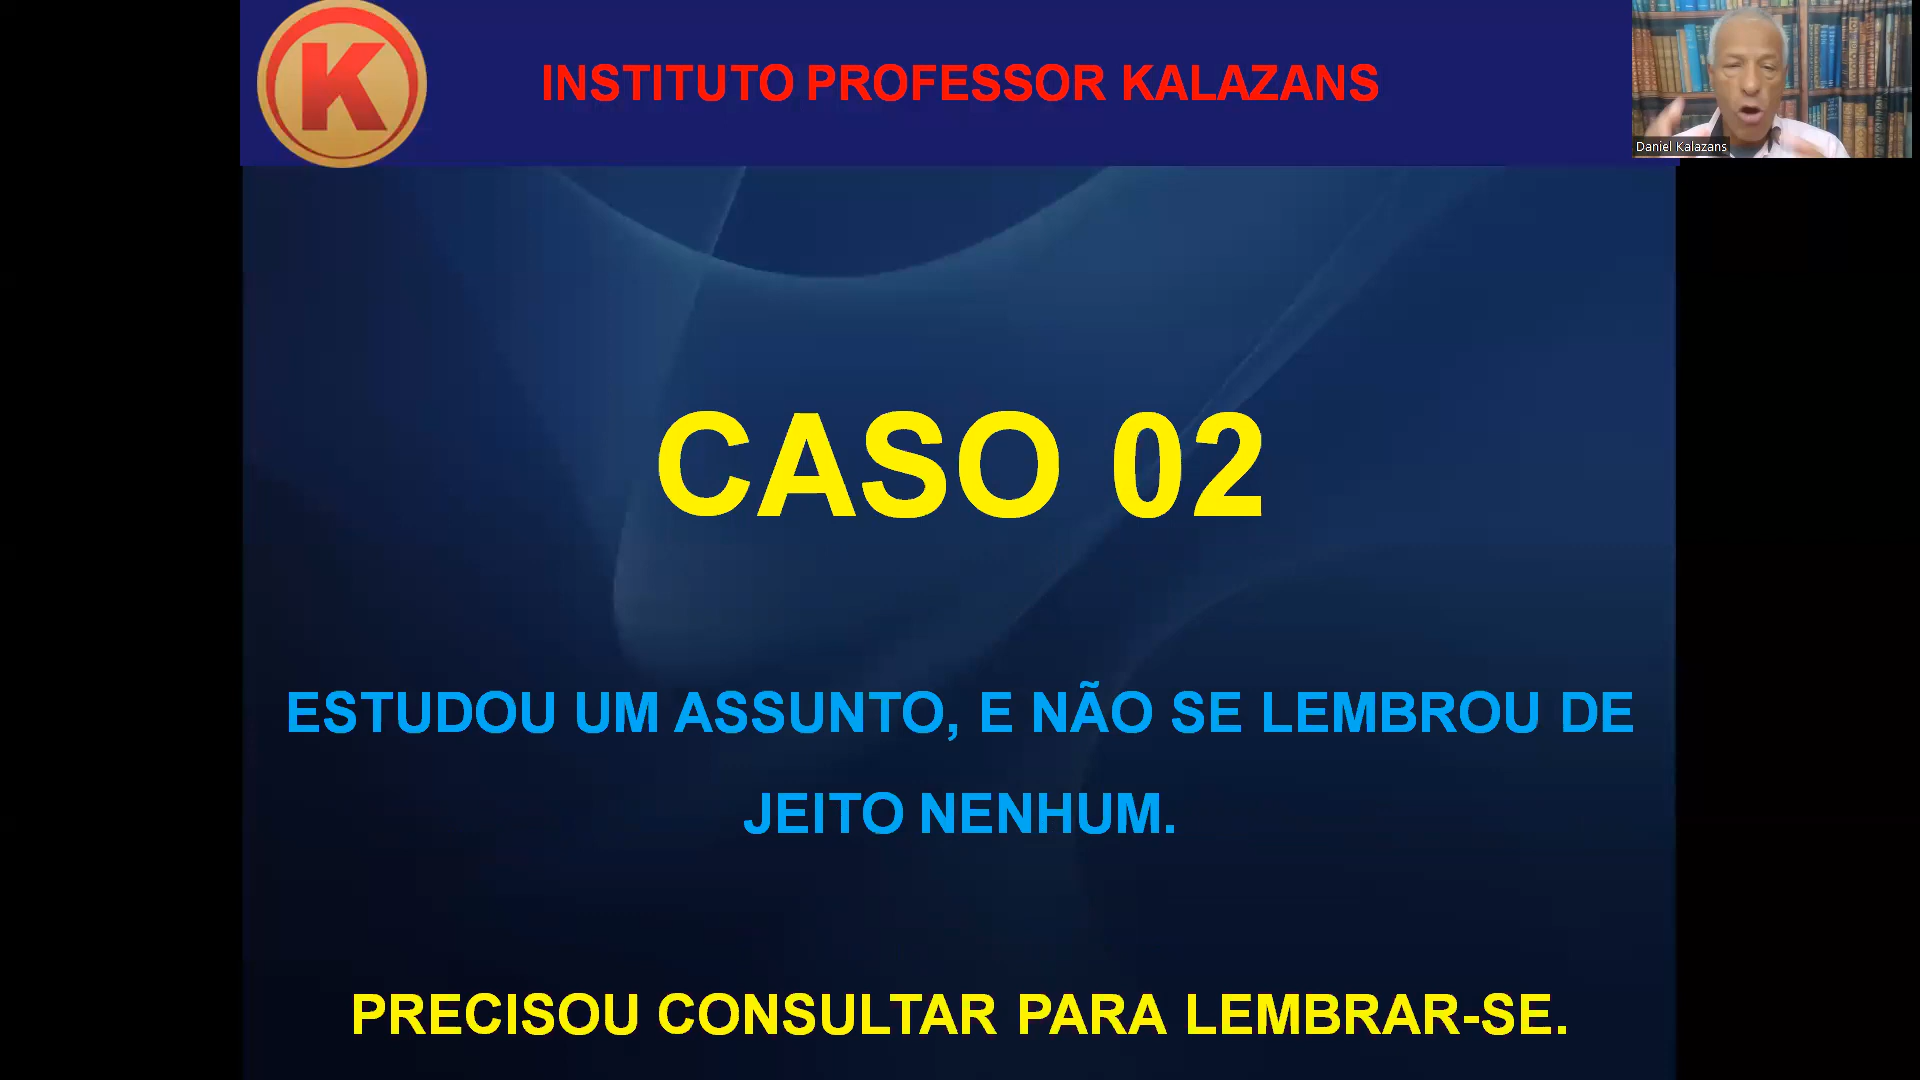 K
INSTITUTO PROFESSOR KALAZANS
Daniel Kalazans
CASO 02
ESTUDOU UM ASSUNTO, E NÃO SE LEMBROU DE
JEITO NENHUM.
PRECISOU CONSULTAR PARA LEMBRAR-SE.